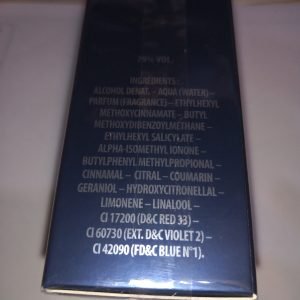 79% VOL.
INGREDIENTS :
ALCOHOL DENAT. – AQUA (WATER) –
PARFUM (FRAGRANCE) – ETHYLHEXYL
METHOXYCINNAMATE – BUTYL
METHOXYDIBENZOYLMETHANE –
ETHYLHEXYL SALICYLATE –
ALPHA-ISOMETHYL IONONE –
BUTYLPHENYL METHYLPROPIONAL –
CINNAMAL – CITRAL – COUMARIN –
GERANIOL – HYDROXYCITRONELLAL –
LIMONENE – LINALOOL –
CI 17200 (D&C RED 33) –
CI 60730 (EXT. D&C VIOLET 2) –
CI 42090 (FD&C BLUE N°1).